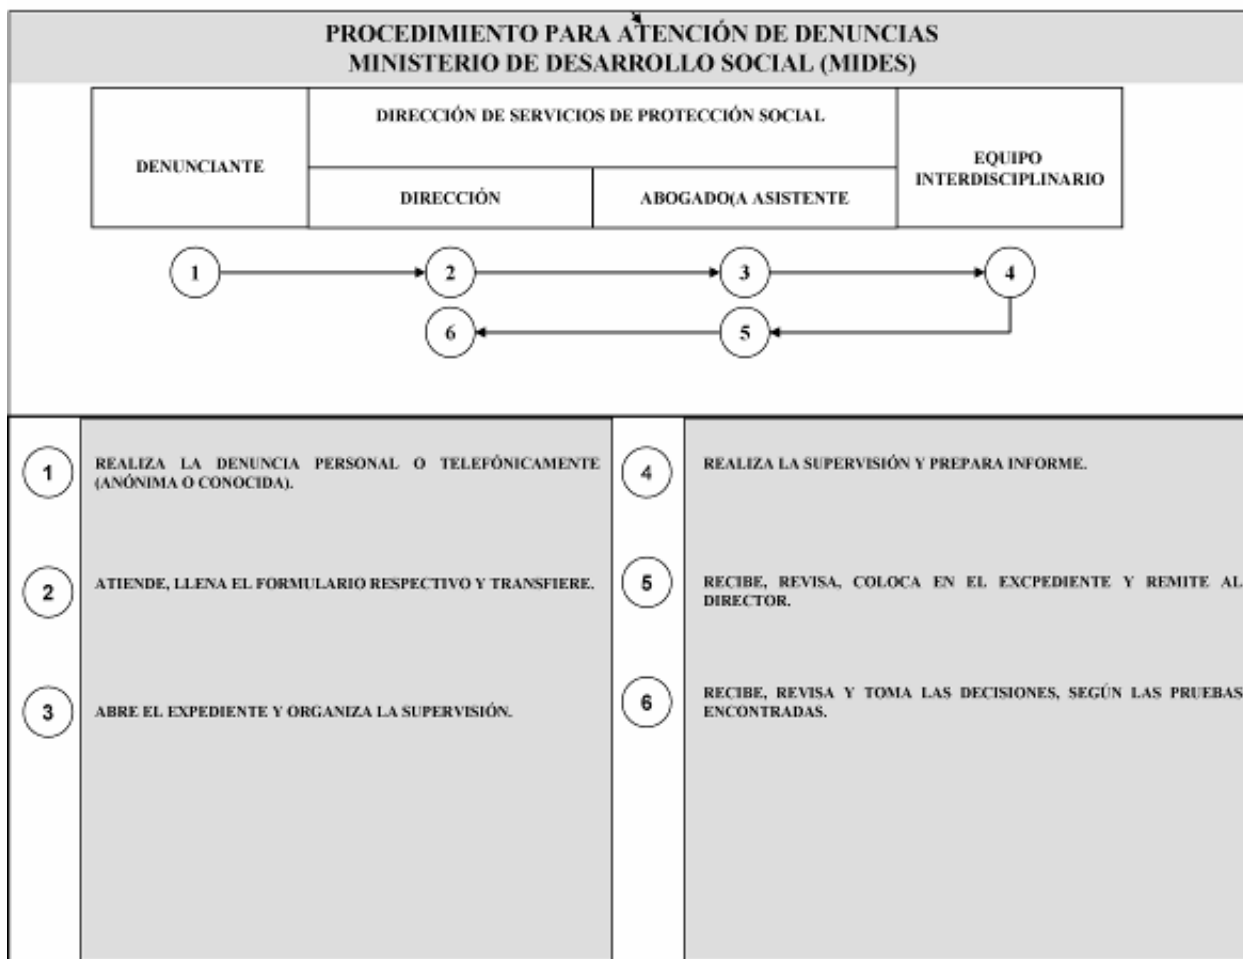 PROCEDIMIENTO PARA ATENCIÓN DE DENUNCIAS
MINISTERIO DE DESARROLLO SOCIAL (MIDES)
DENUNCIANTE
DIRECCIÓN DE SERVICIOS DE PROTECCIÓN SOCIAL
DIRECCIÓN
ABOGADO(A ASISTENTE
EQUIPO
INTERDISCIPLINARIO
1
2
3
4
6
5
1
REALIZA LA DENUNCIA PERSONAL O TELEFÓNICAMENTE
(ANÓNIMA O CONOCIDA).
2
ATIENDE, LLENA EL FORMULARIO RESPECTIVO Y TRANSFIERE.
3
ABRE EL EXPEDIENTE Y ORGANIZA LA SUPERVISIÓN.
4
REALIZA LA SUPERVISIÓN Y PREPARA INFORME.
5
RECIBE, REVISA, COLOCA EN EL EXCPEDIENTE Y REMITE AL
DIRECTOR.
6
RECIBE, REVISA Y TOMA LAS DECISIONES, SEGÚN LAS PRUEBAS
ENCONTRADAS.